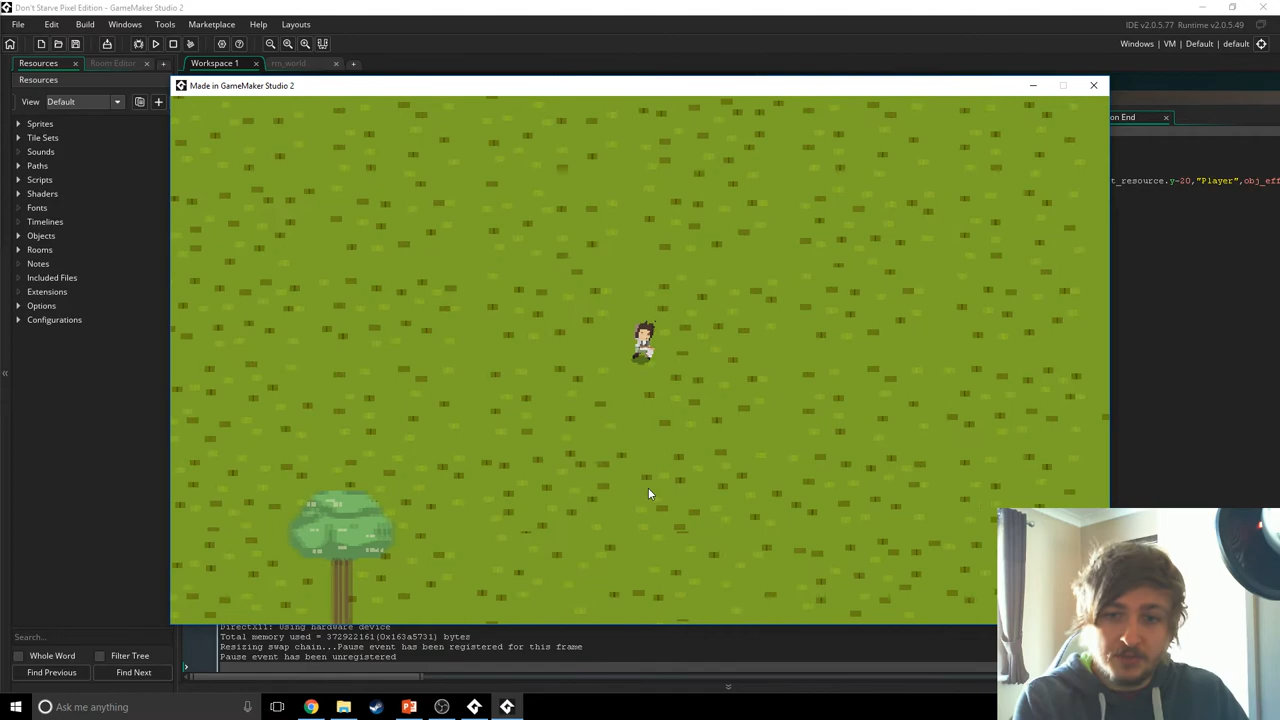 Don't Starve Pixel Edition - GameMaker Studio 2
File Edit Build Windows Tools Marketplace Help Layouts
IDE v2.0.5.77 Runtime v2.0.5.49
Windows | VM | Default | default
Resources
Room Editor
Workspace 1
rm_world
Resources
View Default
Made in GameMaker Studio 2
on End
t_resource.y-20,"Player",obj_eff
Sprites
Tile Sets
Sounds
Paths
Scripts
Shaders
Fonts
Timelines
Objects
Rooms
Notes
Included Files
Extensions
Options
Configurations
Search...
Whole Word
Filter Tree
Find Previous
Find Next
DirectX11: Using hardware device
Total memory used = 372922161(0x163a5731) bytes
Resizing swap chain...Pause event has been registered for this frame
Pause event has been unregistered
Ask me anything